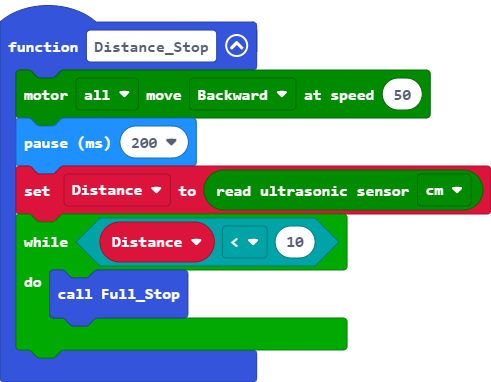 function Distance_Stop
motor all move Backward at speed 50
pause (ms) 200
set Distance to read ultrasonic sensor cm
while Distance < 10
do
call Full_Stop